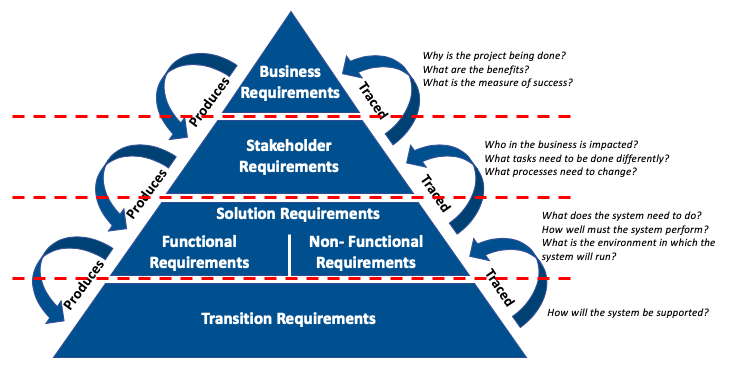 Business
Requirements
Produces
Traced
Why is the project being done?
What are the benefits?
What is the measure of success?
Stakeholder
Requirements
Produces
Traced
Who in the business is impacted?
What tasks need to be done differently?
What processes need to change?
Solution Requirements
Functional
Requirements
Non- Functional
Requirements
Produces
Traced
What does the system need to do?
How well must the system perform?
What is the environment in which the
system will run?
Transition Requirements
How will the system be supported?